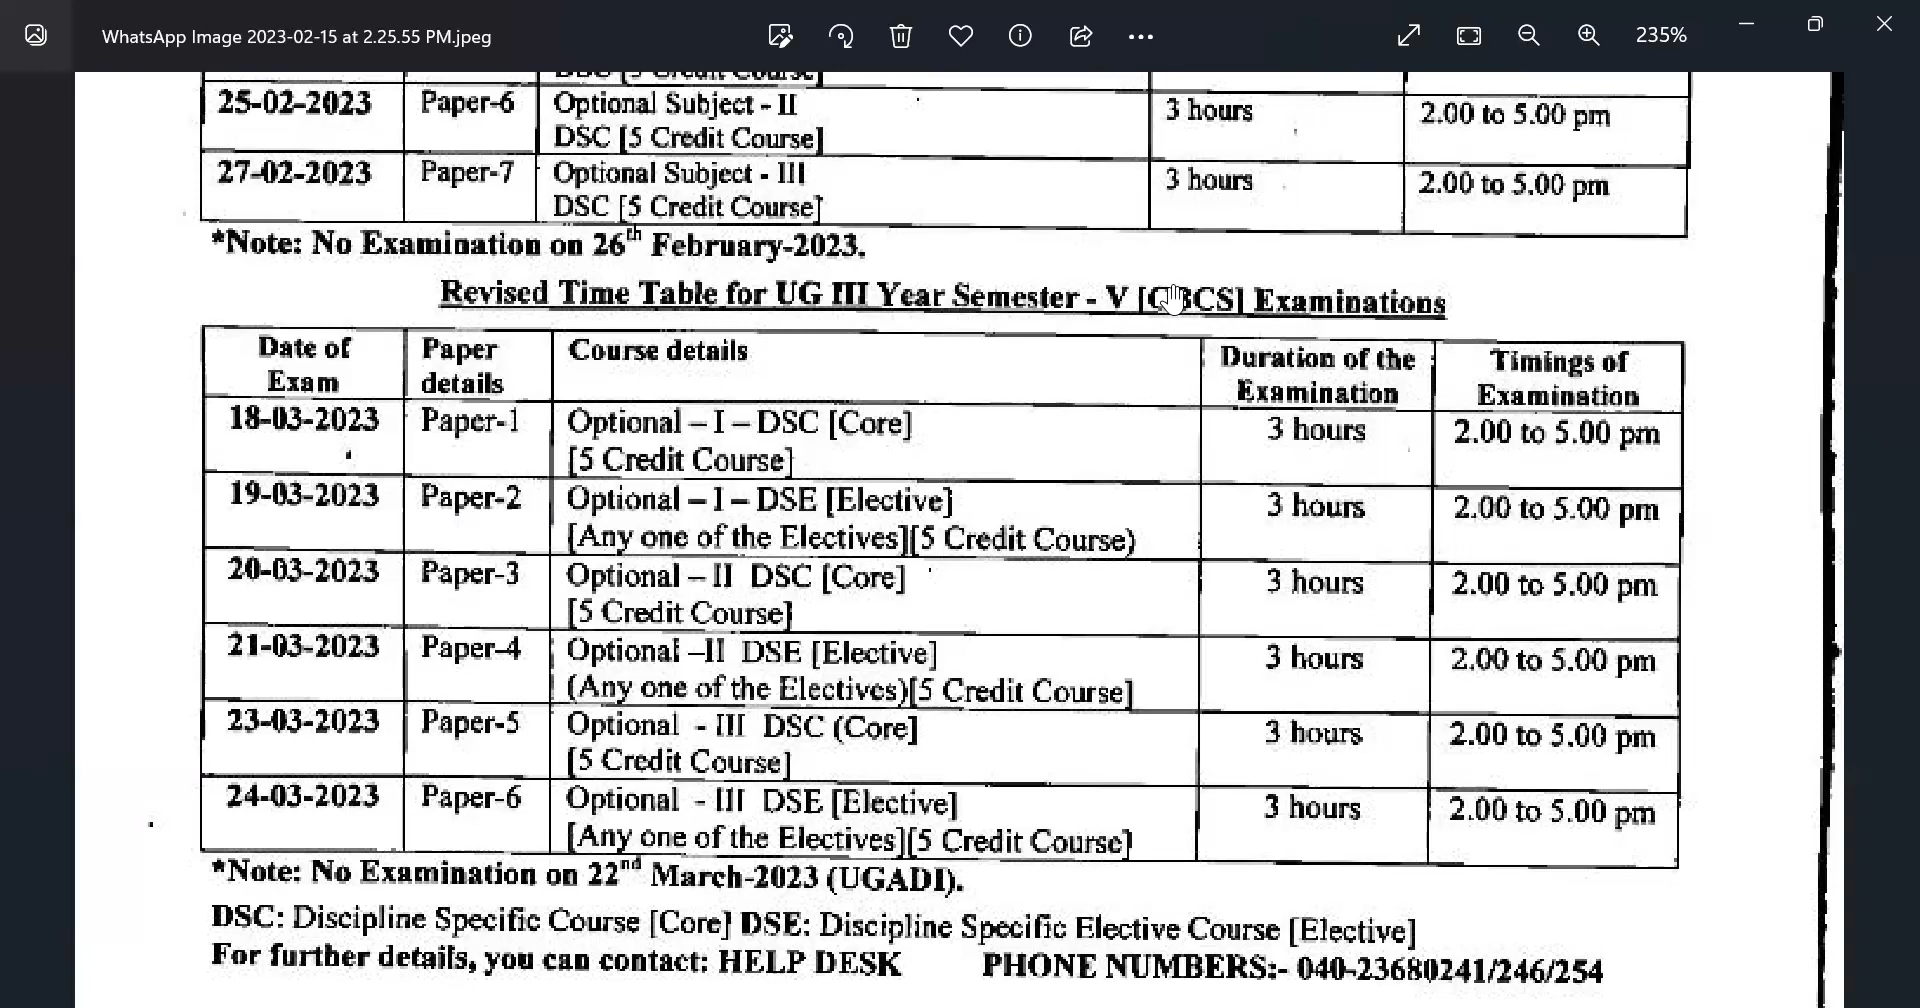 WhatsApp Image 2023-02-15 at 2.25.55 PM.jpeg
235%
DSC [5 Credit Course]
25-02-2023 Paper-6 Optional Subject - II 3 hours 2.00 to 5.00 pm
DSC [5 Credit Course]
27-02-2023 Paper-7 Optional Subject - III 3 hours 2.00 to 5.00 pm
DSC [5 Credit Course]
*Note: No Examination on 26th February-2023.
Revised Time Table for UG III Year Semester - V [CBCS] Examinations
Date of Paper Course details Duration of the Timings of
Exam details Examination Examination
18-03-2023 Paper-1 Optional – I – DSC [Core] 3 hours 2.00 to 5.00 pm
[5 Credit Course]
19-03-2023 Paper-2 Optional – I – DSE [Elective] 3 hours 2.00 to 5.00 pm
[Any one of the Electives][5 Credit Course)
20-03-2023 Paper-3 Optional – II DSC [Core] 3 hours 2.00 to 5.00 pm
[5 Credit Course]
21-03-2023 Paper-4 Optional –II DSE [Elective] 3 hours 2.00 to 5.00 pm
(Any one of the Electives)[5 Credit Course]
23-03-2023 Paper-5 Optional - III DSC (Core] 3 hours 2.00 to 5.00 pm
[5 Credit Course]
24-03-2023 Paper-6 Optional - III DSE [Elective] 3 hours 2.00 to 5.00 pm
[Any one of the Electives][5 Credit Course]
*Note: No Examination on 22nd March-2023 (UGADI).
DSC: Discipline Specific Course [Core] DSE: Discipline Specific Elective Course [Elective]
For further details, you can contact: HELP DESK PHONE NUMBERS:- 040-23680241/246/254